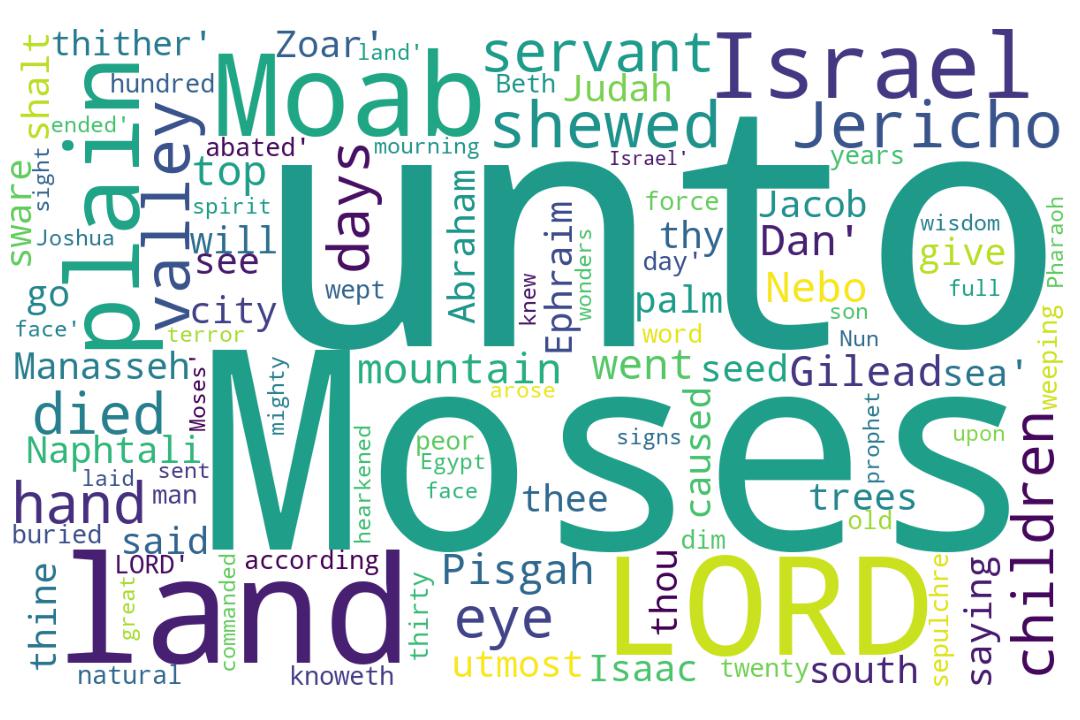 thither'
Zoar'
land'
servant
Israel
shalt
plain
hundred
Moab
Beth
Judah
ended'
valley
shewed
Jericho
abated'
mourning
Israel'
years
sware
sight
top
days
unto
spirit
Abraham
force
Jacob
wisdom
Pharaoh
Joshua
will
see
Ephraim
wonders
thy
Dan'
give
day'
go
city
wept
knew
palm
Nebo
full
son
face'
terror
word
Nun
Manasseh
Moses'
mighty
mountain
went
seed
Gilead
sea'
weeping
arose
died
Moses
caused
prophet
children
Naphtali
hearkened
peor
Egypt
face
signs
upon
laid
sent
hand
man
thee
trees
buried
said
dim
old
LORD'
according
thine
great
land
commanded
thirty
Pisgah
eye
thou
LORD
sepulchre
saying
utmost
Isaac
twenty
south
natural
knoweth